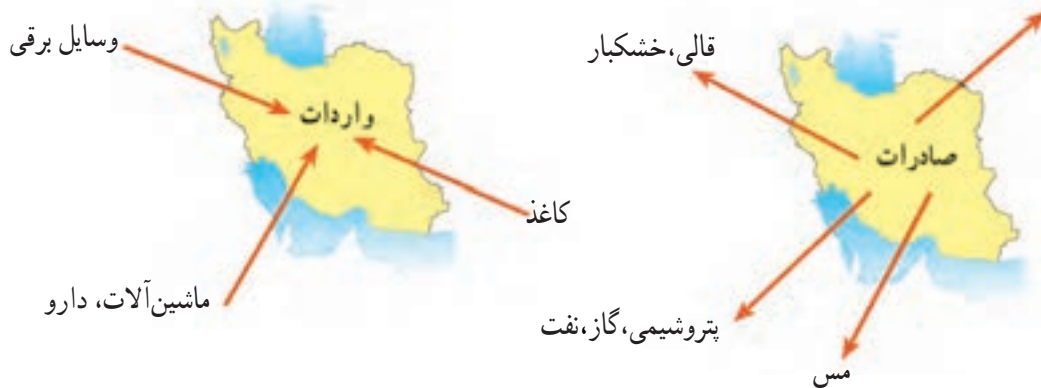 قالی،خشکبار
صادرات
پتروشیمی،گاز،نفت
مس
وسایل برقی
واردات
کاغذ
ماشین‌آلات، دارو